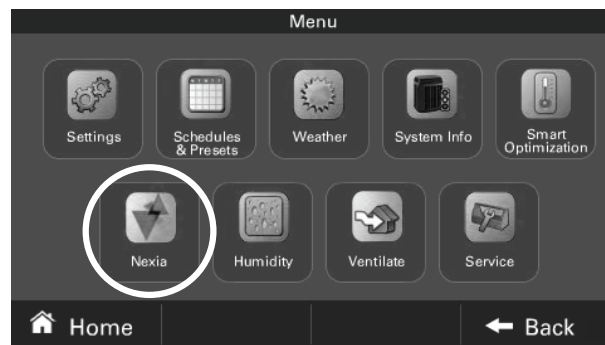 Menu
Settings
Schedules
& Presets
Weather
System Info
Smart
Optimization
Nexia
Humidity
Ventilate
Service
Home
Back